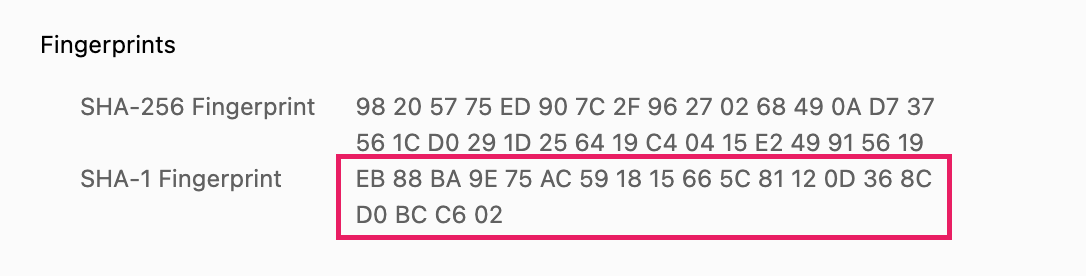 Fingerprints
SHA-256 Fingerprint 98 20 57 75 ED 90 7C 2F 96 27 02 68 49 0A D7 37
56 1C D0 29 1D 25 64 19 C4 04 15 E2 49 91 56 19
SHA-1 Fingerprint EB 88 BA 9E 75 AC 59 18 15 66 5C 81 12 0D 36 8C
D0 BC C6 02